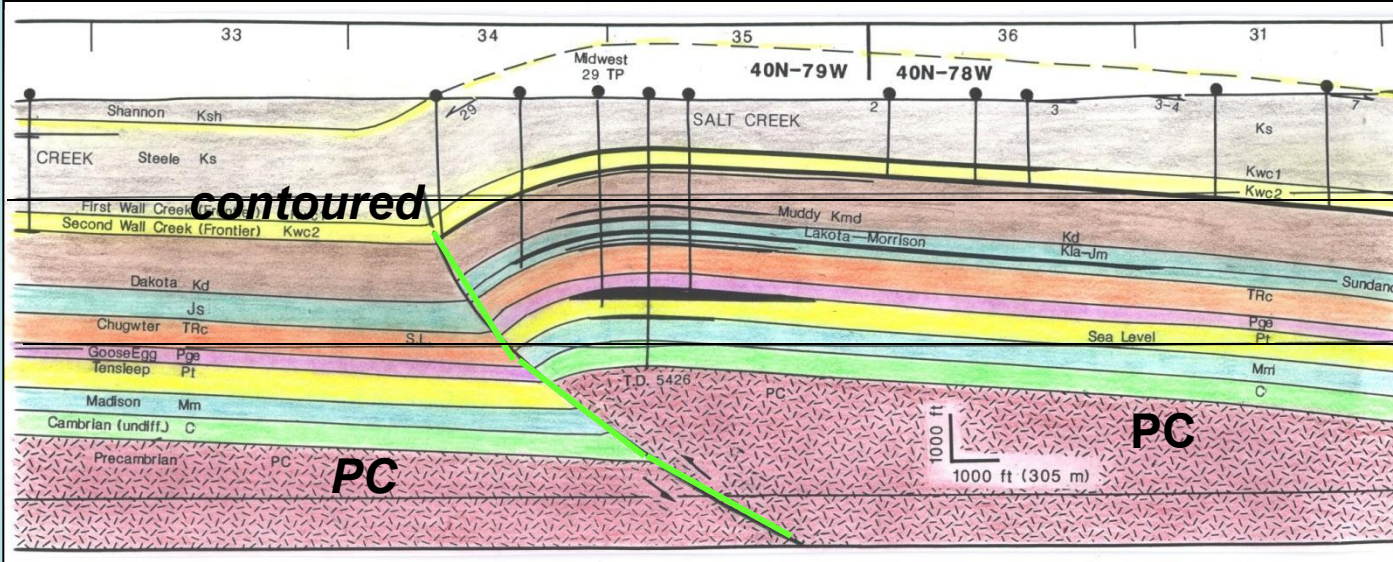 33 34 35 36 31
Midwest
29 TP
40N-79W 40N-78W
Shannon Ksh
29
SALT CREEK
2 3 3-4 7
CREEK Steele Ks
Ks
contoured
Kwc1
Kwc2
First Wall Creek (Frontier)
Second Wall Creek (Frontier) Kwc2
Muddy Kmd
Lakota-Morrison
Kd
Kla-Jm
Dakota Kd
Sundanc
Js
TRc
Chugwter TRc
S.L.
Pge
Sea Level Pt
GooseEgg Pge
Tensleep Pt
Mm
T.D. 5426
PC
C
Madison Mm
Cambrian (undiff.) C
PC
1000 ft
1000 ft (305 m)
Precambrian PC
PC